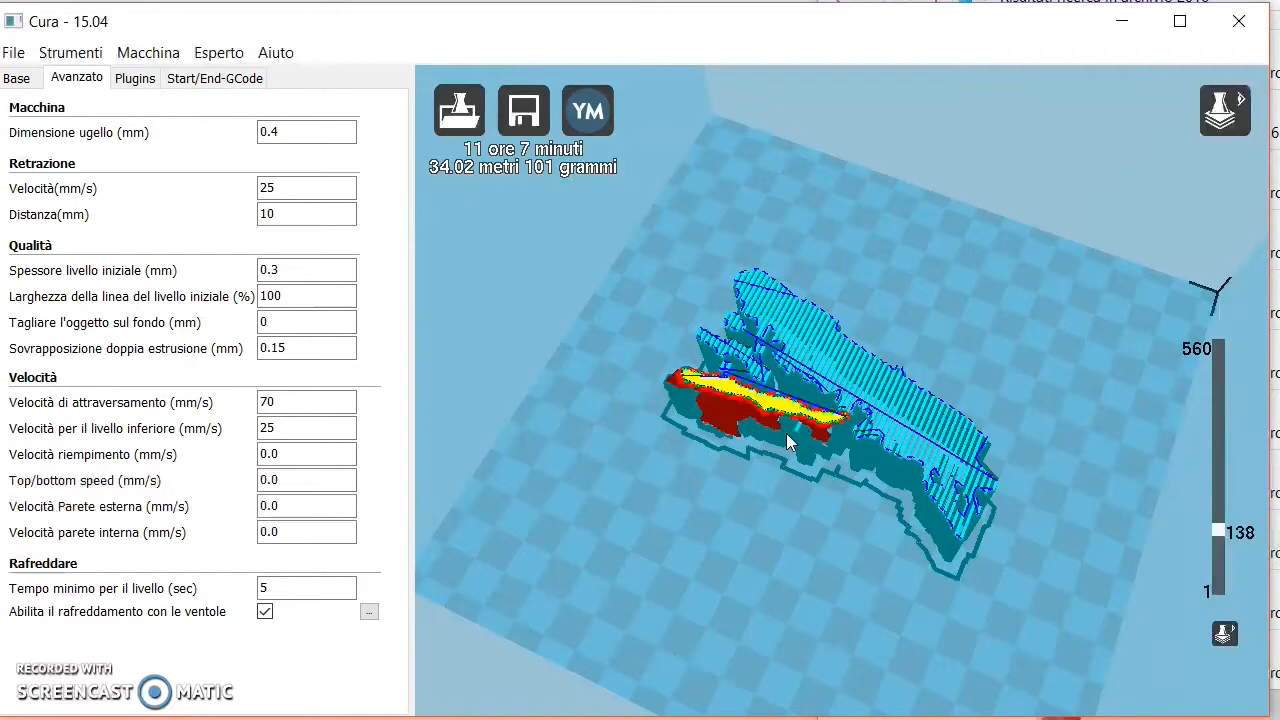 Cura - 15.04
File Strumenti Macchina Esperto Aiuto
Base Avanzato Plugins Start/End-GCode
Macchina
Dimensione ugello (mm) 0.4
Retrazione
Velocità(mm/s) 25
Distanza(mm) 10
Qualità
Spessore livello iniziale (mm) 0.3
Larghezza della linea del livello iniziale (%) 100
Tagliare l'oggetto sul fondo (mm) 0
Sovrapposizione doppia estrusione (mm) 0.15
Velocità
Velocità di attraversamento (mm/s) 70
Velocità per il livello inferiore (mm/s) 25
Velocità riempimento (mm/s) 0.0
Top/bottom speed (mm/s) 0.0
Velocità Parete esterna (mm/s) 0.0
Velocità parete interna (mm/s) 0.0
Rafreddare
Tempo minimo per il livello (sec) 5
Abilita il rafreddamento con le ventole ...
YM
11 ore 7 minuti
34.02 metri 101 grammi
560
138
1
RECORDED WITH
SCREENCAST MATIC